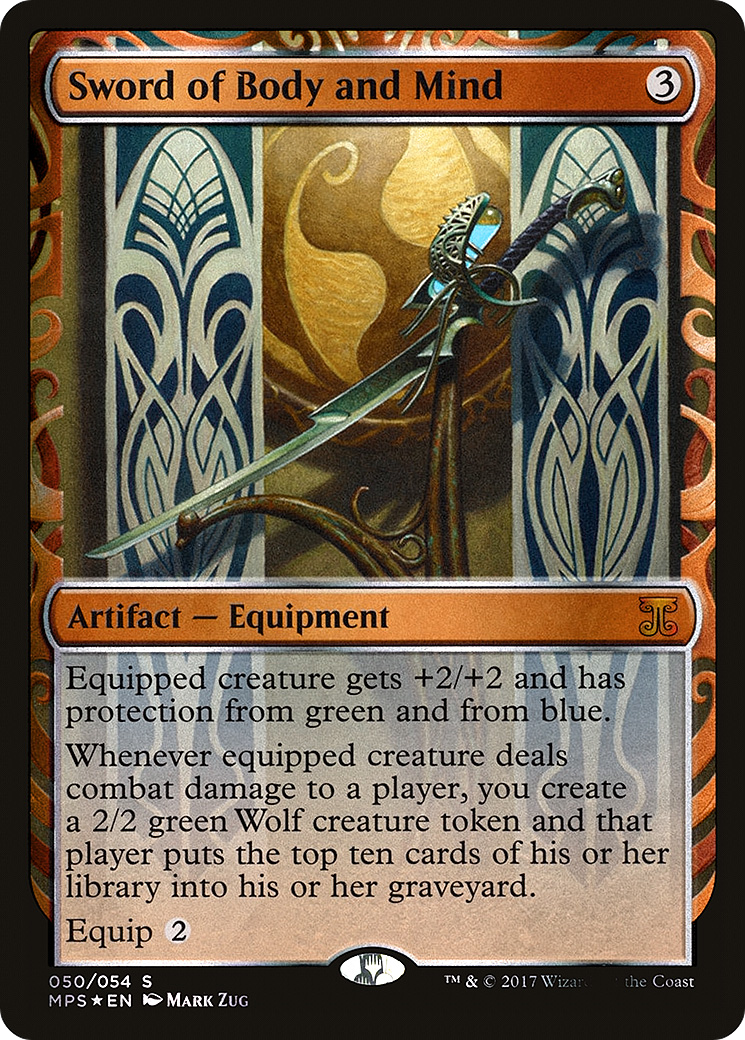 Sword of Body and Mind 3
Artifact — Equipment
Equipped creature gets +2/+2 and has
protection from green and from blue.
Whenever equipped creature deals
combat damage to a player, you create
a 2/2 green Wolf creature token and that
player puts the top ten cards of his or her
library into his or her graveyard.
Equip 2
050/054 S
MPS★EN Mark Zug
™ & © 2017 the Coast